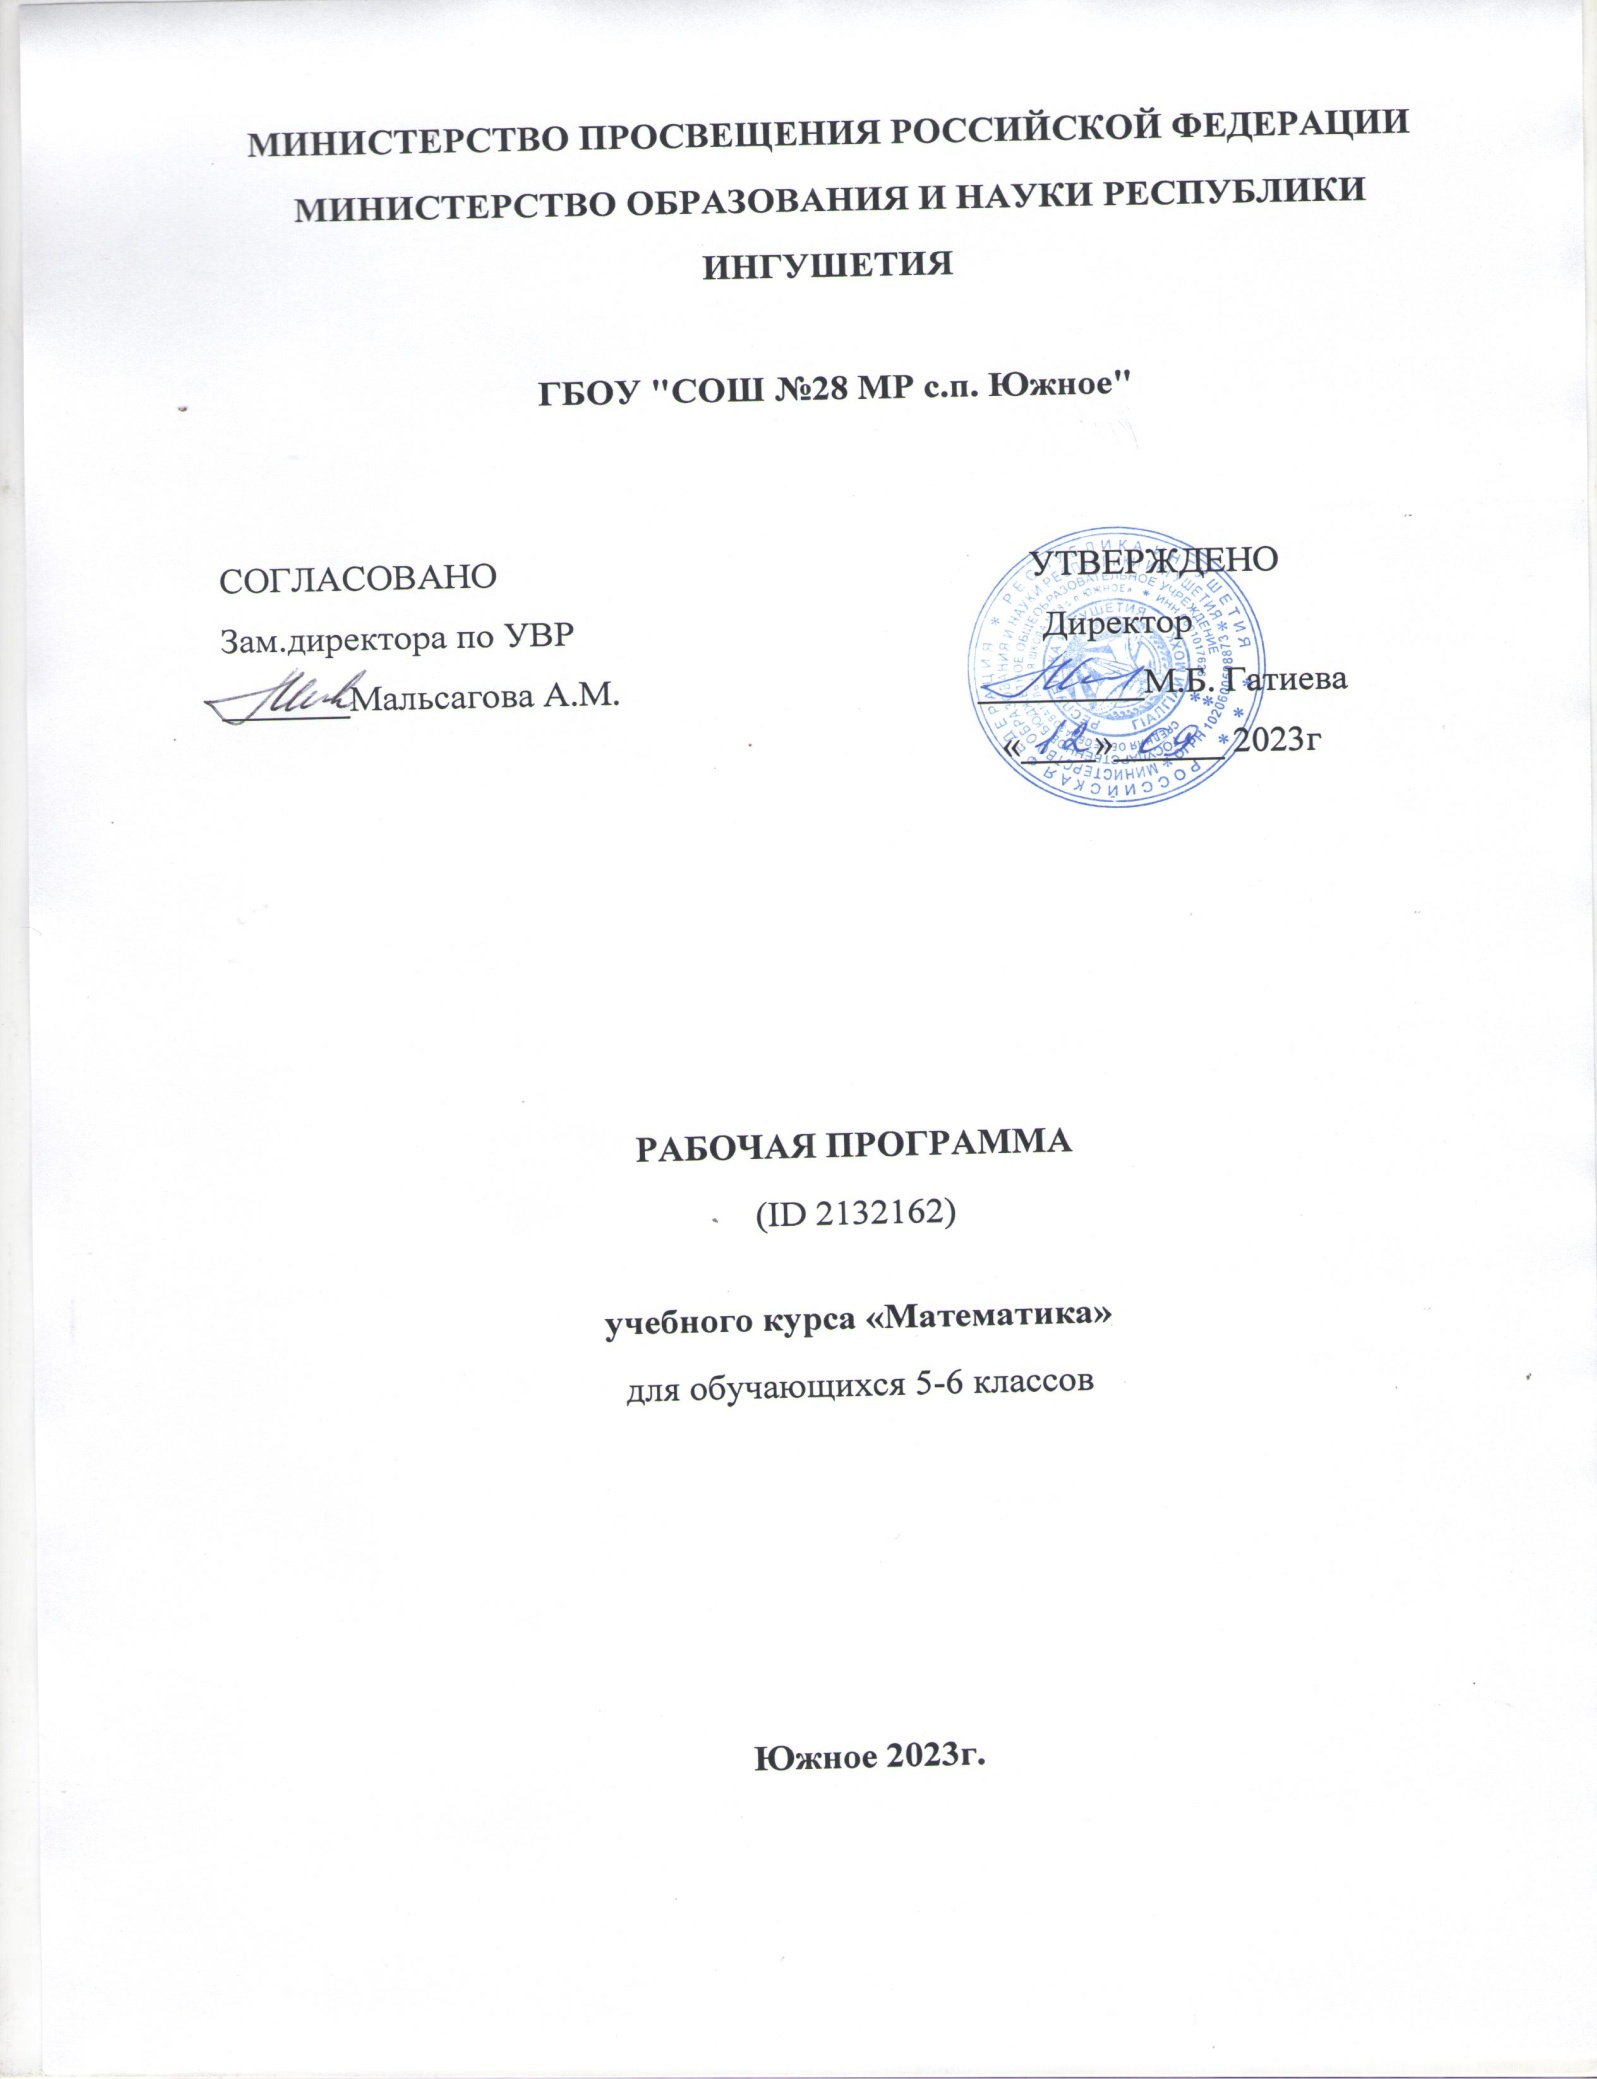 МИНИСТЕРСТВО ПРОСВЕЩЕНИЯ РОССИЙСКОЙ ФЕДЕРАЦИИ
МИНИСТЕРСТВО ОБРАЗОВАНИЯ И НАУКИ РЕСПУБЛИКИ
ИНГУШЕТИЯ
ГБОУ "СОШ №28 МР с.п. Южное"
СОГЛАСОВАНО
Зам.директора по УВР
Мальсагова А.М.
УТВЕРЖДЕНО
Директор
М.Б. Гатиева
«12» 2023г
РАБОЧАЯ ПРОГРАММА
(ID 2132162)
учебного курса «Математика»
для обучающихся 5-6 классов
Южное 2023г.